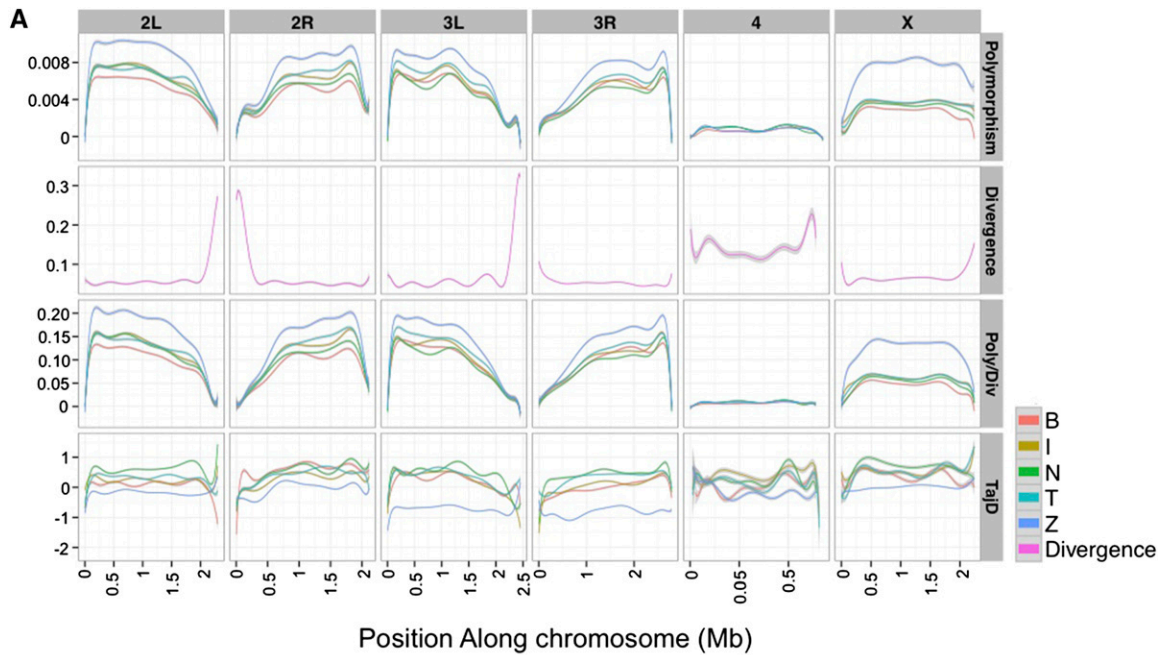 A
2L 2R 3L 3R 4 X
0.008
0.004
0
Polymorphism
0.3
0.2
0.1
Divergence
0.20
0.15
0.10
0.05
0
Poly/Div
1
0
-1
-2
TajD
0 0.5 1 1.5 2 0 0.5 1 1.5 2 0 0.5 1 1.5 2 2.5 0 1 2 0 0.05 0.5 0 0.5 1 1.5 2
Position Along chromosome (Mb)
B
I
N
T
Z
Divergence